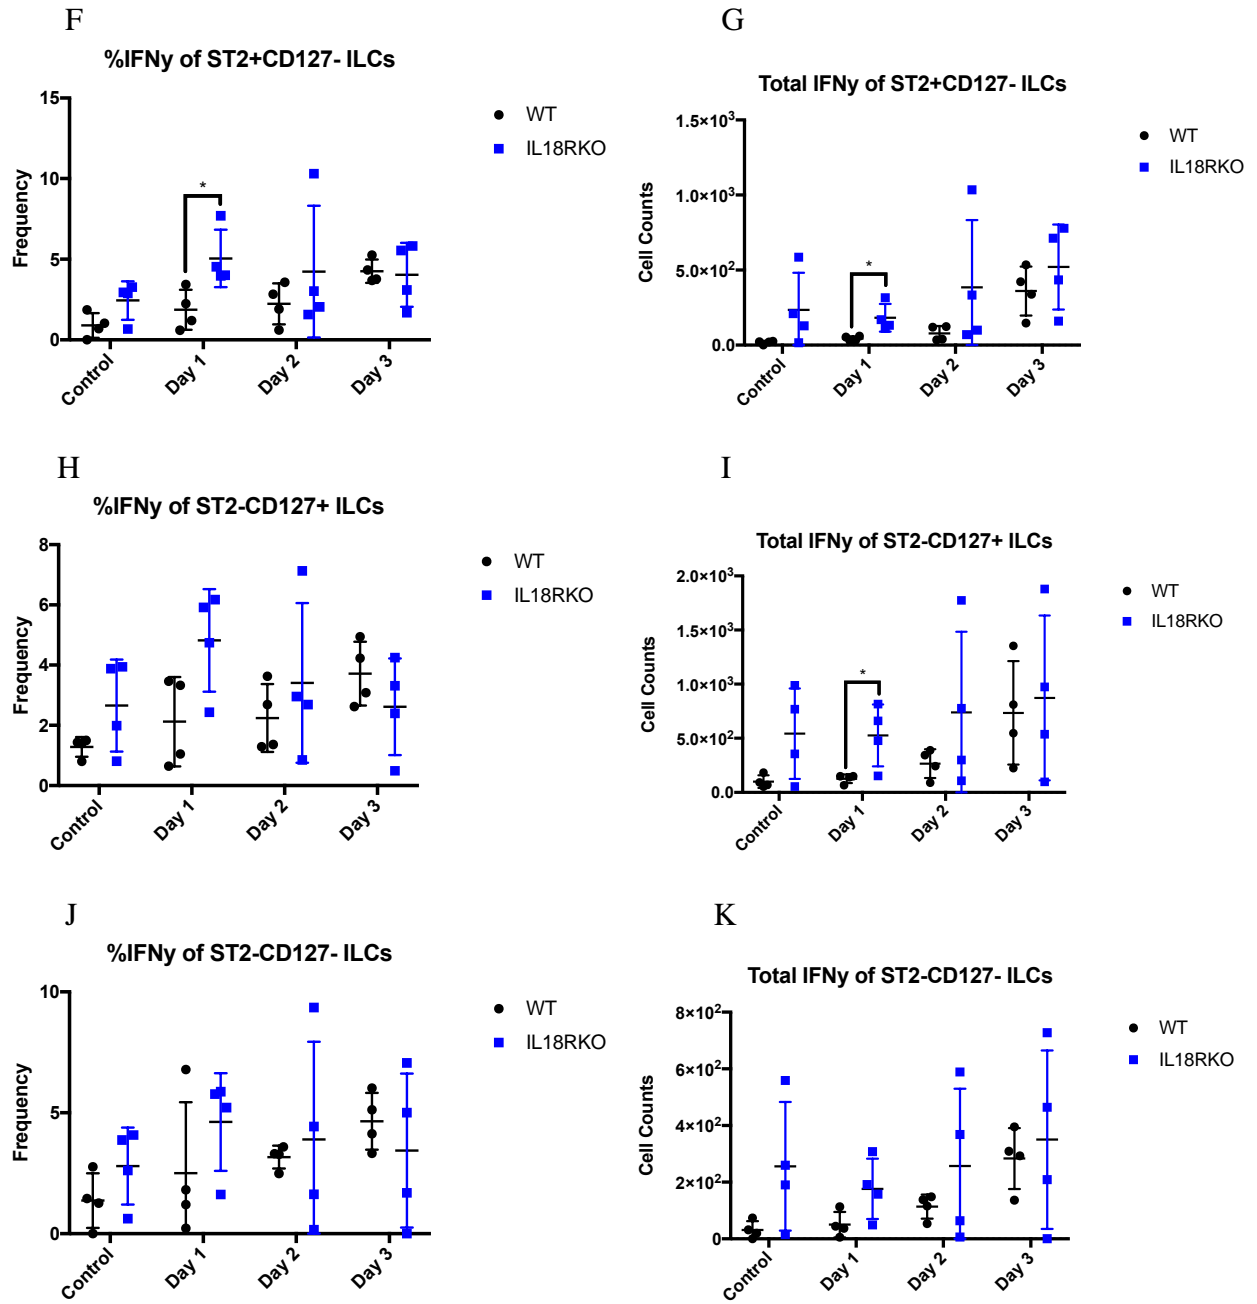 F
%IFNy of ST2+CD127- ILCs
15
10
5
0
Frequency
*
Control
Day 1
Day 2
Day 3
WT
IL18RKO
G
Total IFNy of ST2+CD127- ILCs
1.5×10³
1.0×10³
5.0×10²
0.0
Cell Counts
*
Control
Day 1
Day 2
Day 3
WT
IL18RKO
H
%IFNy of ST2-CD127+ ILCs
8
6
4
2
0
Frequency
Control
Day 1
Day 2
Day 3
WT
IL18RKO
I
Total IFNy of ST2-CD127+ ILCs
2.0×10³
1.5×10³
1.0×10³
5.0×10²
0.0
Cell Counts
*
Control
Day 1
Day 2
Day 3
WT
IL18RKO
J
%IFNy of ST2-CD127- ILCs
10
5
0
Frequency
Control
Day 1
Day 2
Day 3
WT
IL18RKO
K
Total IFNy of ST2-CD127- ILCs
8×10²
6×10²
4×10²
2×10²
0
Cell Counts
Control
Day 1
Day 2
Day 3
WT
IL18RKO